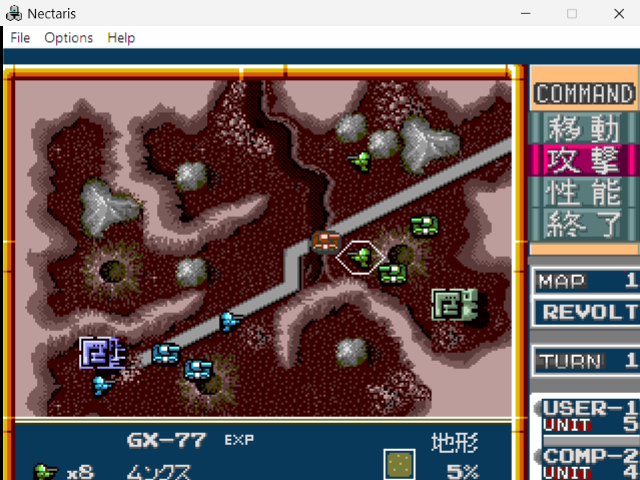 Nectaris
File Options Help
COMMAND
移動
攻撃
性能
終了
MAP 1
REVOLT
TURN 1
USER-1
UNIT 5
COMP-2
UNIT 4
GX-77 EXP 地形
x8 ムンクス 5%